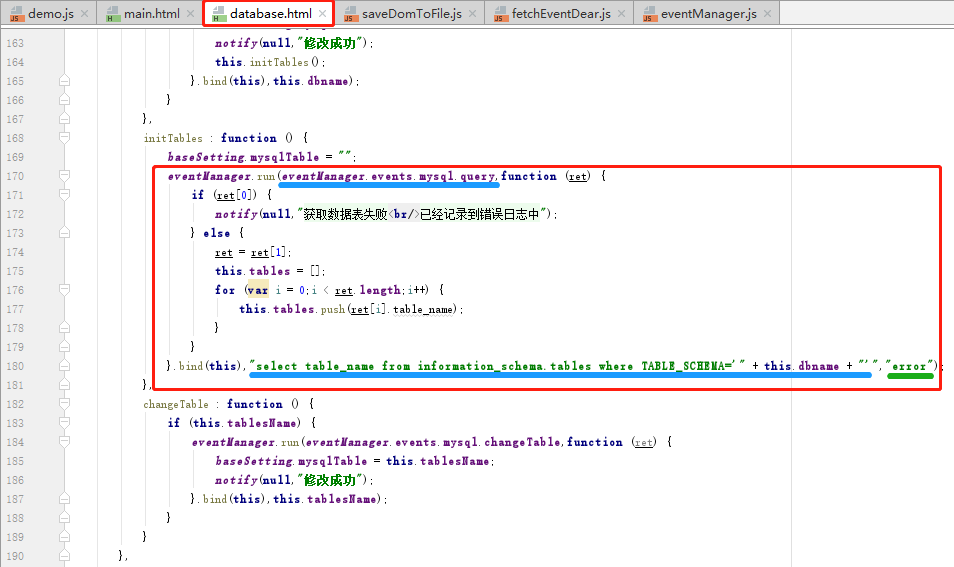 demo.js main.html database.html saveDomToFile.js fetchEventDear.js eventManager.js
163 notify(null,"修改成功");
164 this.initTables();
165 }.bind(this),this.dbname);
166 }
167 },
168 initTables : function () {
169 baseSetting.mysqlTable = "";
170 eventManager.run(eventManager.events.mysql.query,function (ret) {
171 if (ret[0]) {
172 notify(null,"获取数据表失败<br/>已经记录到错误日志中");
173 } else {
174 ret = ret[1];
175 this.tables = [];
176 for (var i = 0;i < ret.length;i++) {
177 this.tables.push(ret[i].table_name);
178 }
179 }
180 }.bind(this),"select table_name from information_schema.tables where TABLE_SCHEMA='" + this.dbname + "'","error");
181 },
182 changeTable : function () {
183 if (this.tablesName) {
184 eventManager.run(eventManager.events.mysql.changeTable,function (ret) {
185 baseSetting.mysqlTable = this.tablesName;
186 notify(null,"修改成功");
187 }.bind(this),this.tablesName);
188 }
189 }
190 },